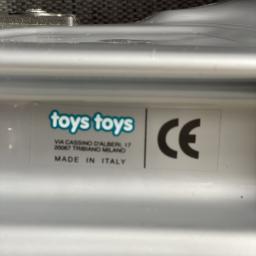 toys toys
VIA CASSINO D'ALBERI, 17
20067 TRIBIANO MILANO
MADE IN ITALY
CE